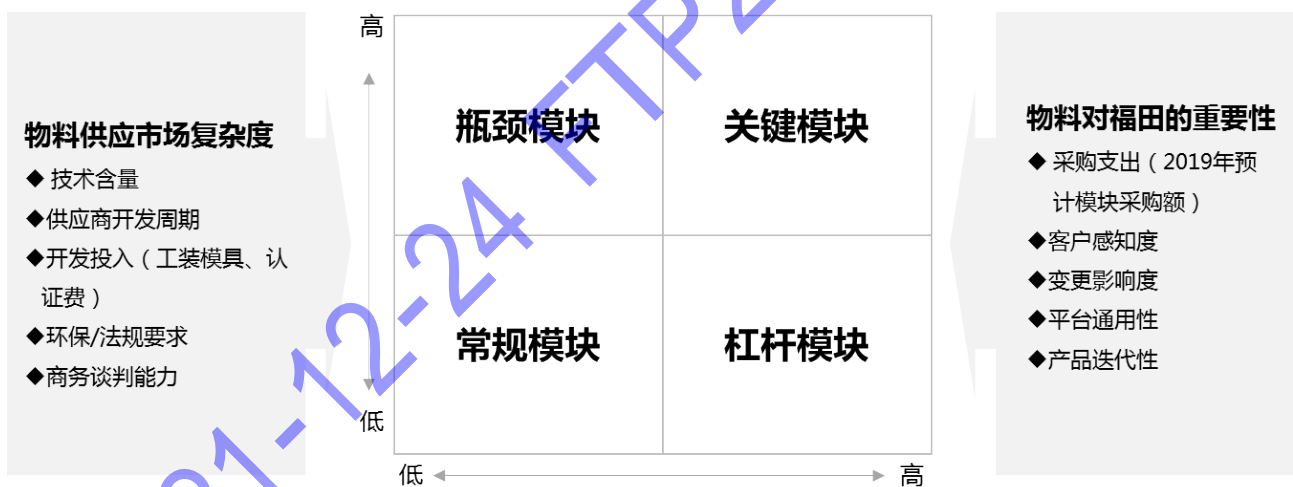 物料供应市场复杂度
◆ 技术含量
◆供应商开发周期
◆开发投入（工装模具、认
证费）
◆环保/法规要求
◆商务谈判能力
高
瓶颈模块
关键模块
常规模块
杠杆模块
低
低
高
物料对福田的重要性
◆ 采购支出（2019年预
计模块采购额）
◆客户感知度
◆变更影响度
◆平台通用性
◆产品迭代性
21-12-24 FTP